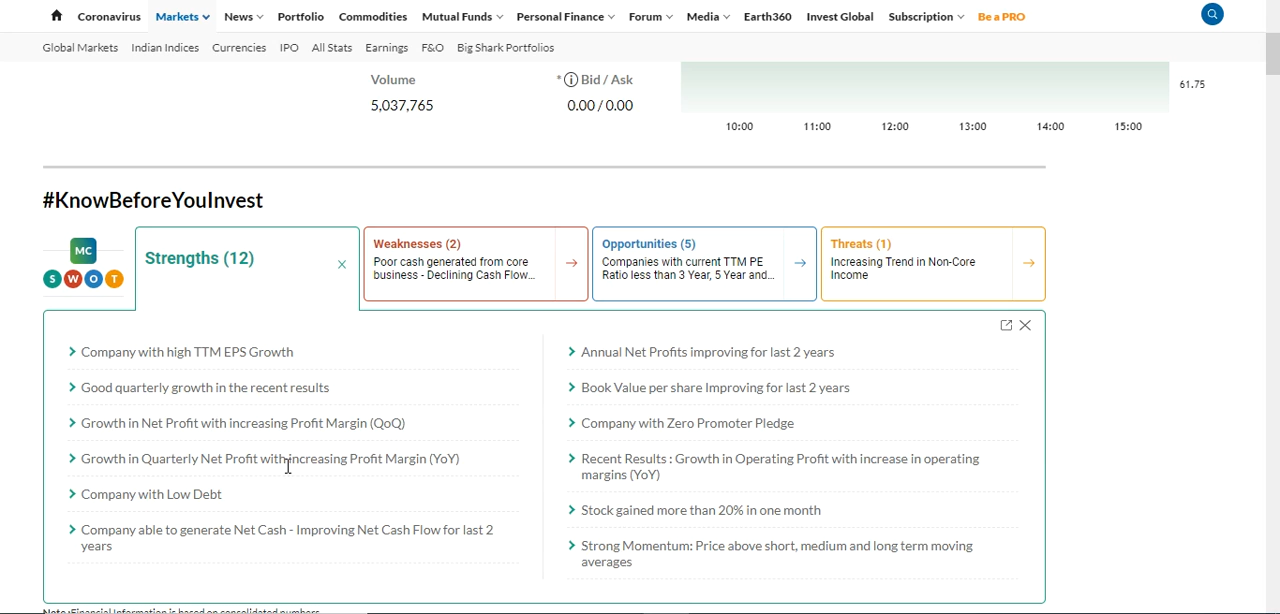 Coronavirus Markets News Portfolio Commodities Mutual Funds Personal Finance Forum Media Earth360 Invest Global Subscription Be a PRO
Global Markets Indian Indices Currencies IPO All Stats Earnings F&O Big Shark Portfolios
Volume * Bid / Ask
5,037,765 0.00 / 0.00
61.75
10:00 11:00 12:00 13:00 14:00 15:00
#KnowBeforeYouInvest
MC
S W O T
Strengths (12)
Weaknesses (2)
Poor cash generated from core
business - Declining Cash Flow...
Opportunities (5)
Companies with current TTM PE
Ratio less than 3 Year, 5 Year and...
Threats (1)
Increasing Trend in Non-Core
Income
Company with high TTM EPS Growth
Good quarterly growth in the recent results
Growth in Net Profit with increasing Profit Margin (QoQ)
Growth in Quarterly Net Profit with increasing Profit Margin (YoY)
Company with Low Debt
Company able to generate Net Cash - Improving Net Cash Flow for last 2
years
Annual Net Profits improving for last 2 years
Book Value per share Improving for last 2 years
Company with Zero Promoter Pledge
Recent Results : Growth in Operating Profit with increase in operating
margins (YoY)
Stock gained more than 20% in one month
Strong Momentum: Price above short, medium and long term moving
averages
Note :Financial Information is based on consolidated numbers